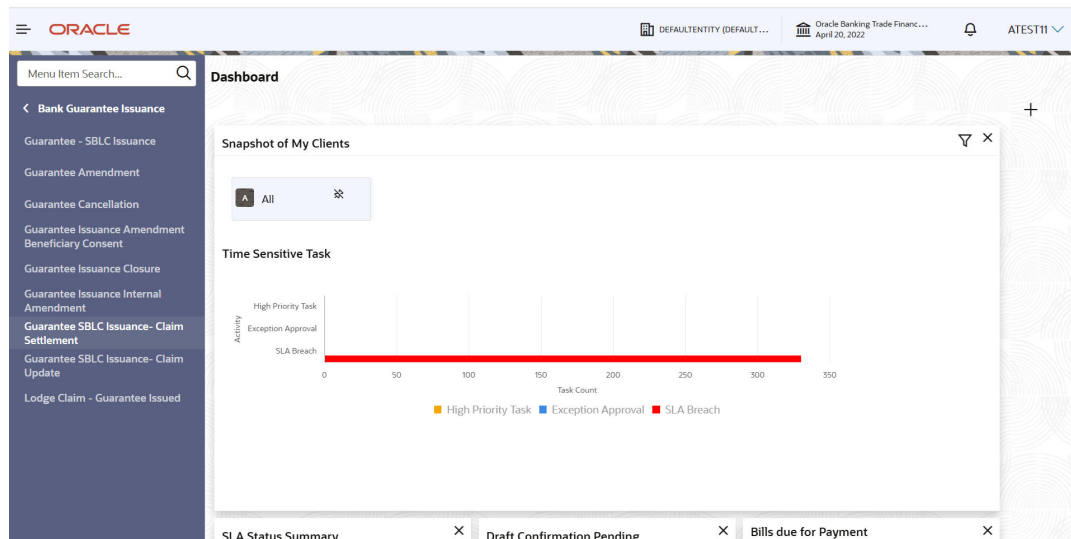 ORACLE
DEFAULTENTITY (DEFAULT...
Oracle Banking Trade Financ...
April 20, 2022
ATEST11
Menu Item Search...
Dashboard
Bank Guarantee Issuance
Guarantee - SBLC Issuance
Guarantee Amendment
Guarantee Cancellation
Guarantee Issuance Amendment
Beneficiary Consent
Guarantee Issuance Closure
Guarantee Issuance Internal
Amendment
Guarantee SBLC Issuance- Claim
Settlement
Guarantee SBLC Issuance- Claim
Update
Lodge Claim - Guarantee Issued
Snapshot of My Clients
A All
Time Sensitive Task
Activity
High Priority Task
Exception Approval
SLA Breach
0 50 100 150 200 250 300 350
Task Count
High Priority Task Exception Approval SLA Breach
SLA Status Summary
Draft Confirmation Pending
Bills due for Payment